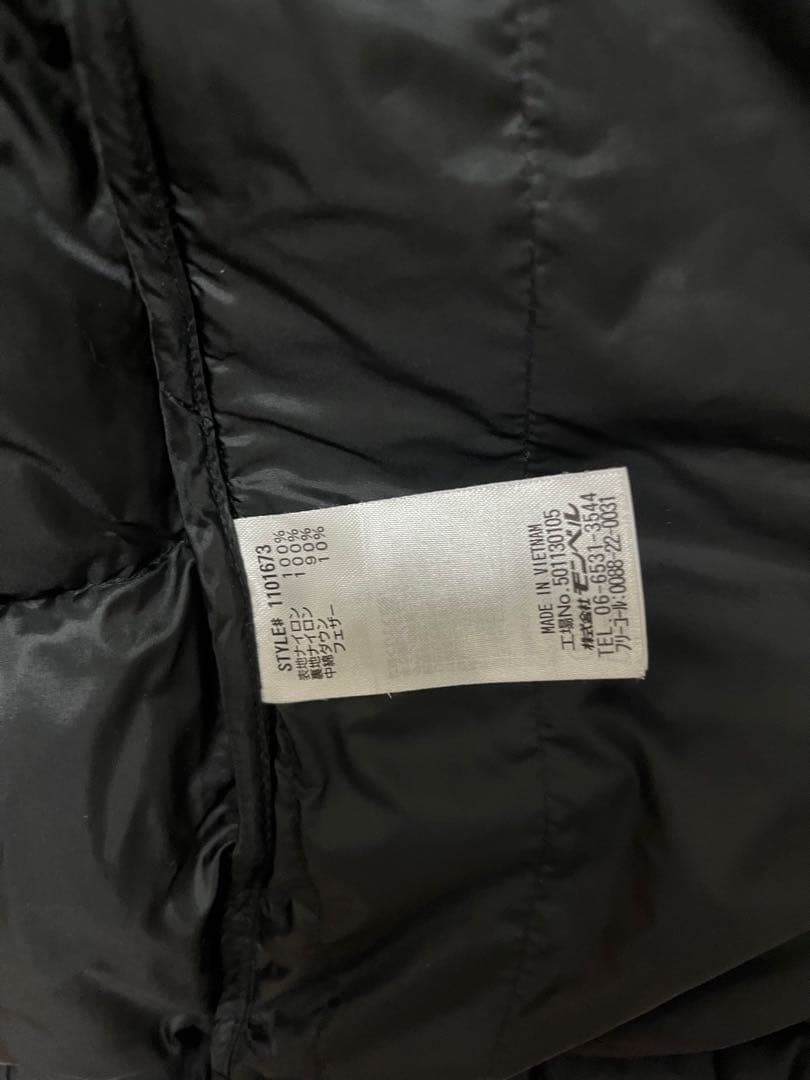 STYLE# 1101673
表地ナイロン 100%
裏地ナイロン 100%
中綿ダウン 90%
フェザー 10%
MADE IN VIETNAM
工場No.501130105
株式会社モンベル
TEL.06-6531-3544
フリーコール:0088-22-0031